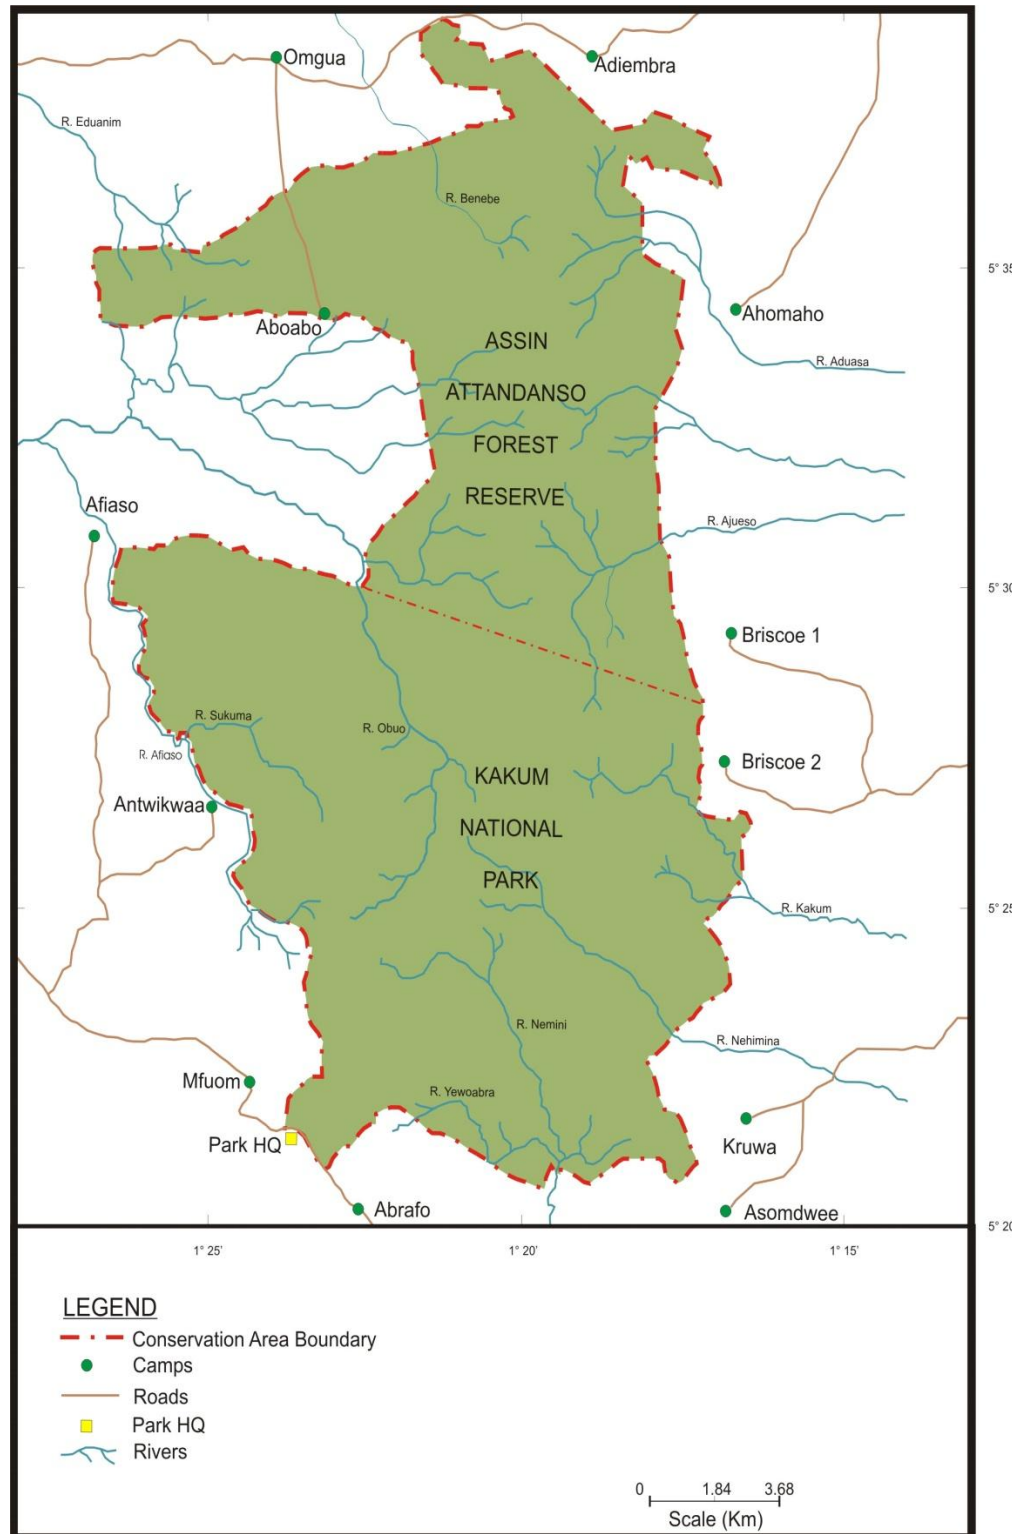 Omgua
Adiembra
R. Eduanim
R. Benebe
5° 35
Ahomaho
Aboabo
ASSIN
ATTANDANSO
FOREST
RESERVE
R. Aduasa
Afiaso
R. Ajueso
5° 30
Briscoe 1
R. Sukuma
R. Obuo
R. Afiaso
Briscoe 2
KAKUM
NATIONAL
PARK
Antwikwaa
5° 25
R. Kakum
R. Nemini
R. Nehimina
Mfuom
R. Yewoabra
Park HQ
Kruwa
Abrafo
Asomdwee
5° 20
1° 25'
1° 20'
1° 15'
LEGEND
Conservation Area Boundary
Camps
Roads
Park HQ
Rivers
0 1.84 3.68
Scale (Km)